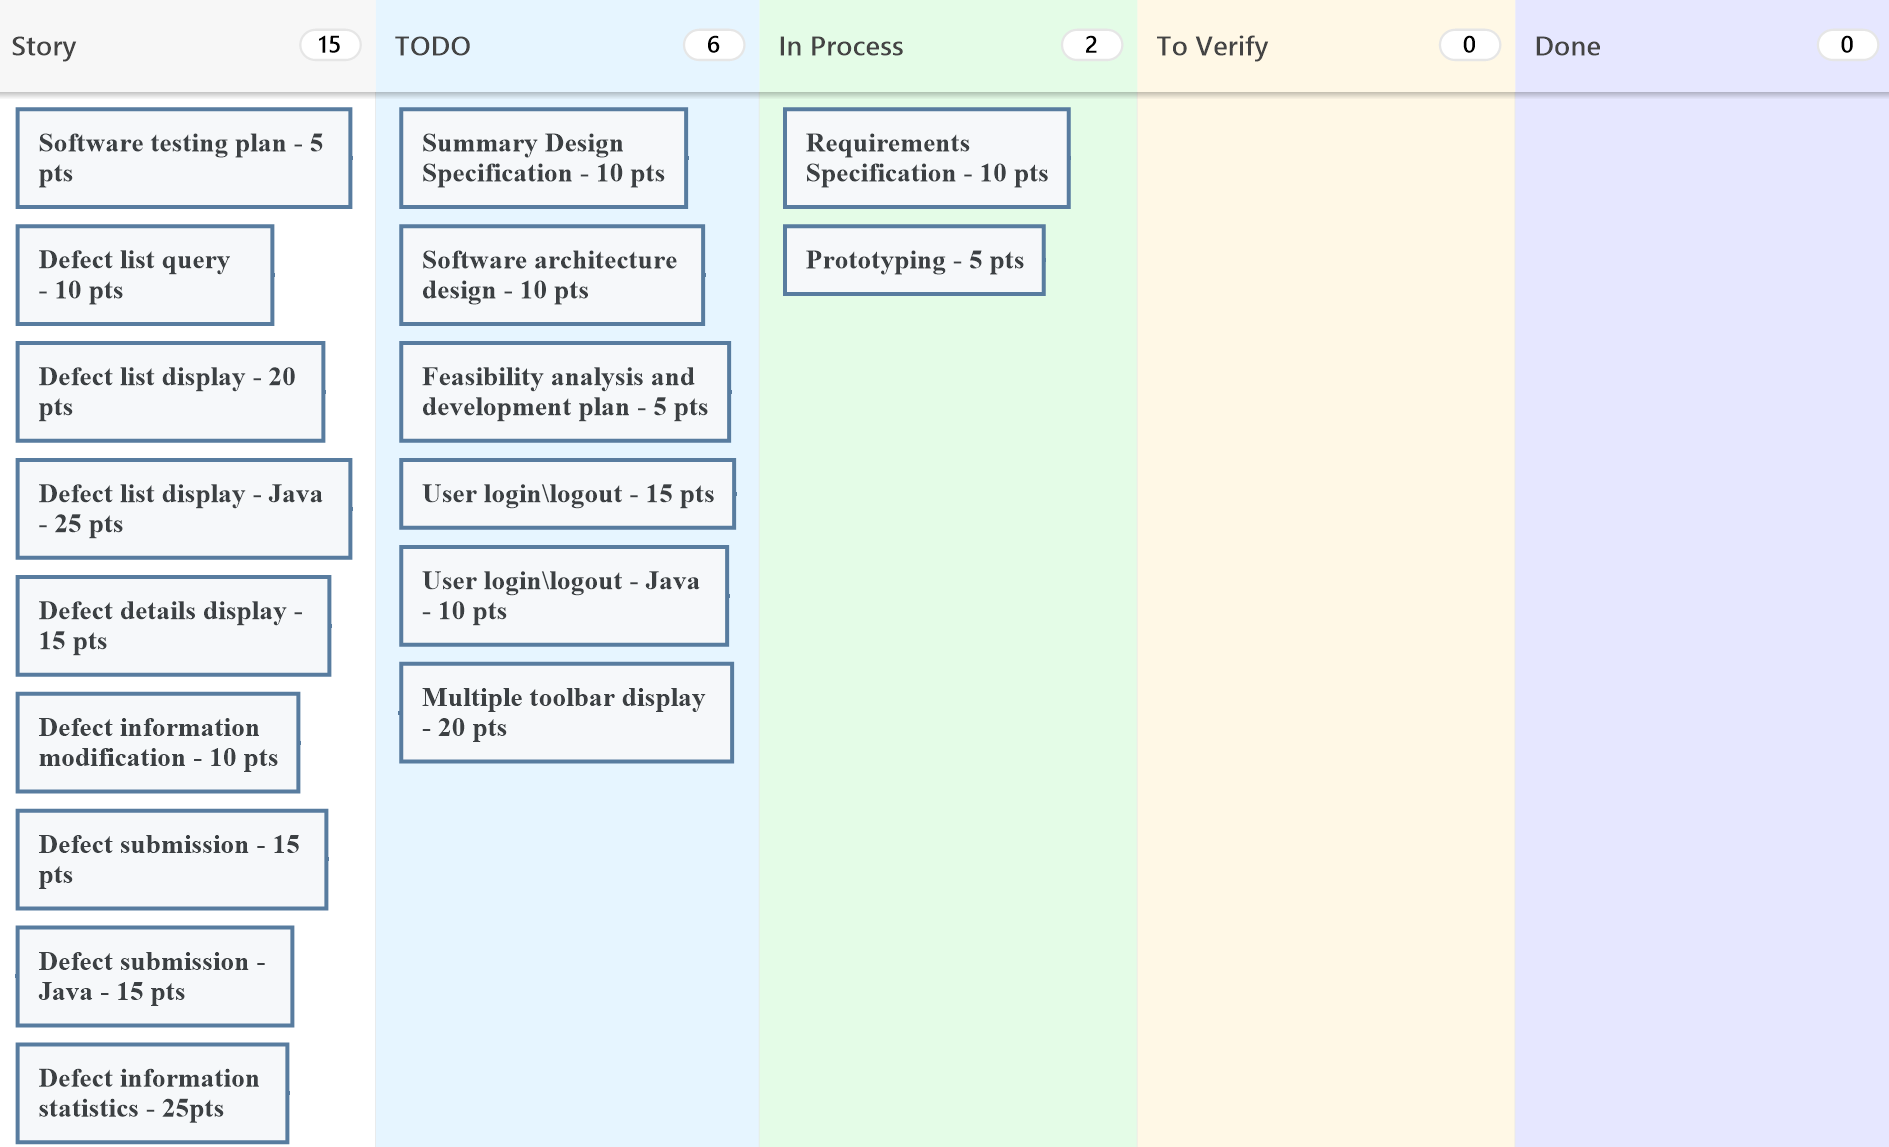 Story 15
TODO 6
In Process 2
To Verify 0
Done 0
Software testing plan - 5
pts
Defect list query
- 10 pts
Defect list display - 20
pts
Defect list display - Java
- 25 pts
Defect details display -
15 pts
Defect information
modification - 10 pts
Defect submission - 15
pts
Defect submission -
Java - 15 pts
Defect information
statistics - 25pts
Summary Design
Specification - 10 pts
Software architecture
design - 10 pts
Feasibility analysis and
development plan - 5 pts
User login\logout - 15 pts
User login\logout - Java
- 10 pts
Multiple toolbar display
- 20 pts
Requirements
Specification - 10 pts
Prototyping - 5 pts